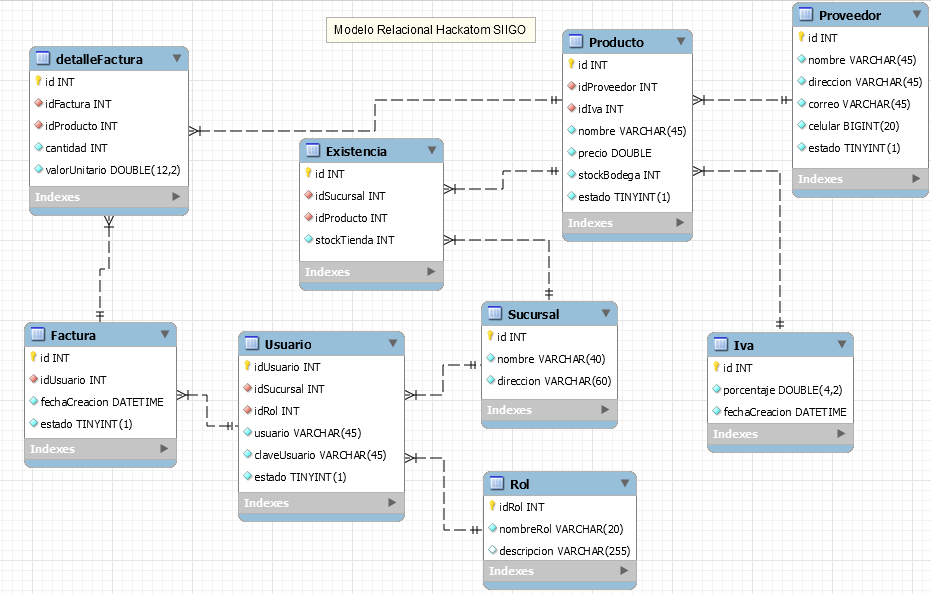 Modelo Relacional Hackatom SIIGO
detalleFactura
id INT
idFactura INT
idProducto INT
cantidad INT
valorUnitario DOUBLE(12,2)
Indexes
Existencia
id INT
idSucursal INT
idProducto INT
stockTienda INT
Indexes
Producto
id INT
idProveedor INT
idIva INT
nombre VARCHAR(45)
precio DOUBLE
stockBodega INT
estado TINYINT(1)
Indexes
Proveedor
id INT
nombre VARCHAR(45)
direccion VARCHAR(45)
correo VARCHAR(45)
celular BIGINT(20)
estado TINYINT(1)
Indexes
Factura
id INT
idUsuario INT
fechaCreacion DATETIME
estado TINYINT(1)
Indexes
Usuario
idUsuario INT
idSucursal INT
idRol INT
usuario VARCHAR(45)
claveUsuario VARCHAR(45)
estado TINYINT(1)
Indexes
Sucursal
id INT
nombre VARCHAR(40)
direccion VARCHAR(60)
Indexes
Iva
id INT
porcentaje DOUBLE(4,2)
fechaCreacion DATETIME
Indexes
Rol
idRol INT
nombreRol VARCHAR(20)
descripcion VARCHAR(255)
Indexes